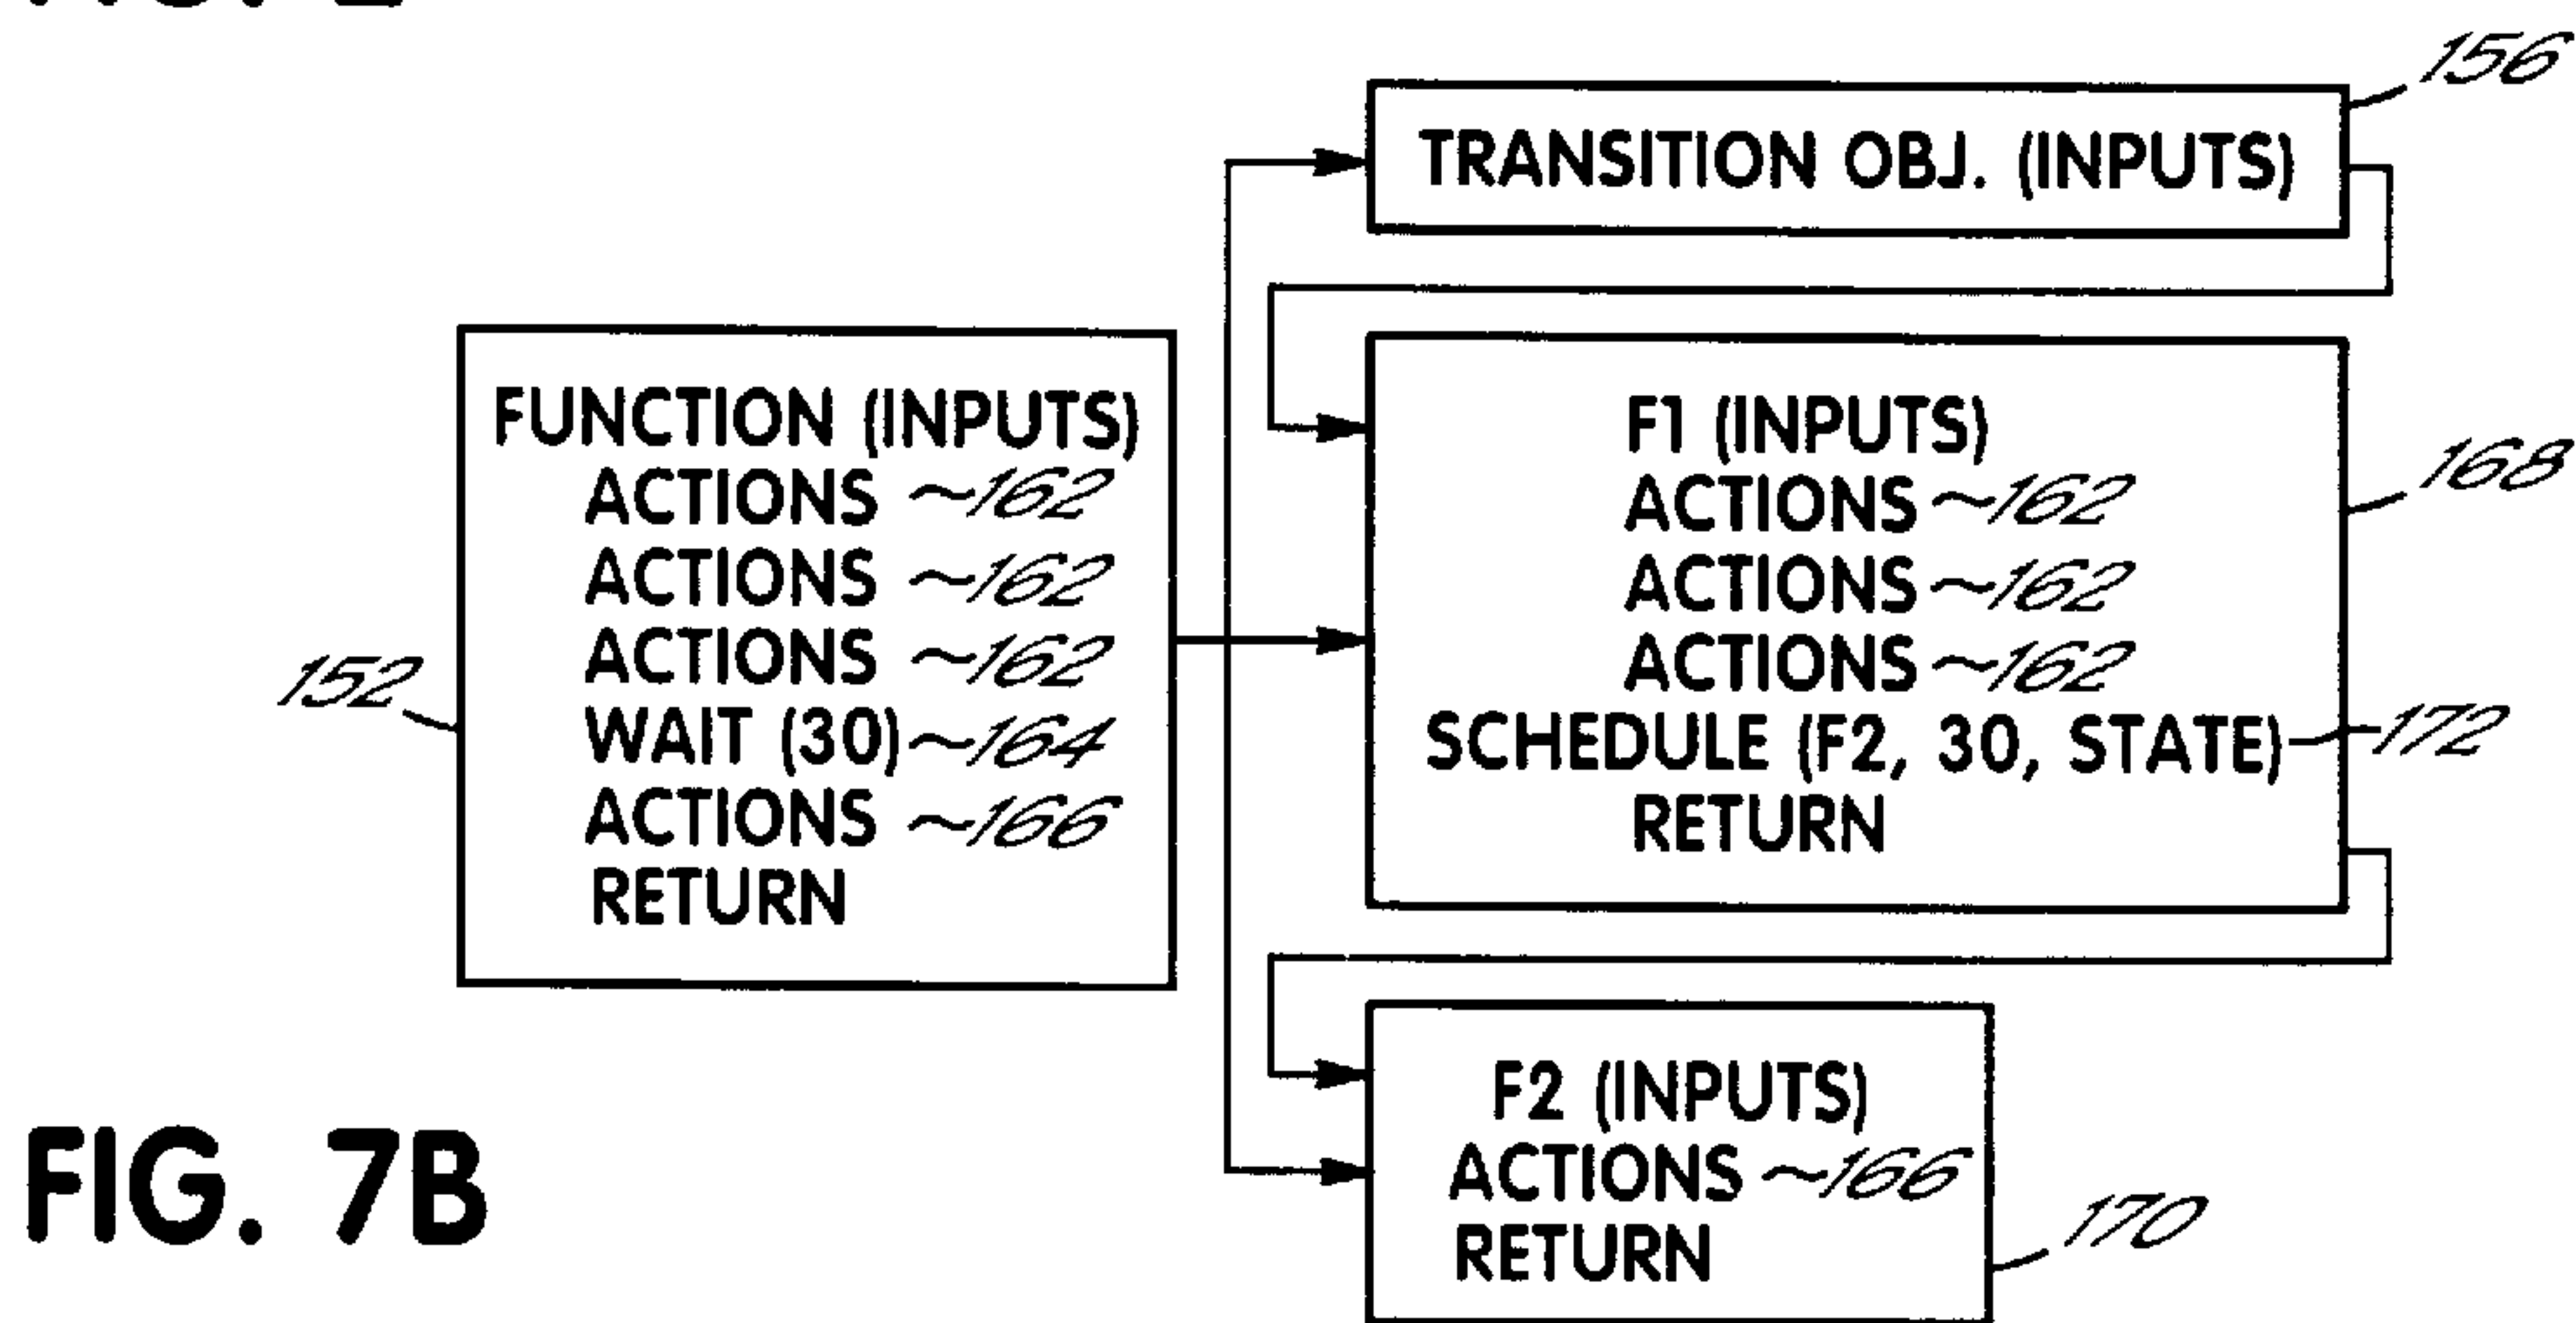 156
TRANSITION OBJ. (INPUTS)
FUNCTION (INPUTS)
ACTIONS ~162
ACTIONS ~162
ACTIONS ~162
WAIT (30) ~164
ACTIONS ~166
RETURN
152
F1 (INPUTS)
ACTIONS ~162
ACTIONS ~162
ACTIONS ~162
SCHEDULE (F2, 30, STATE)
RETURN
168
172
F2 (INPUTS)
ACTIONS ~166
RETURN
170
FIG. 7B